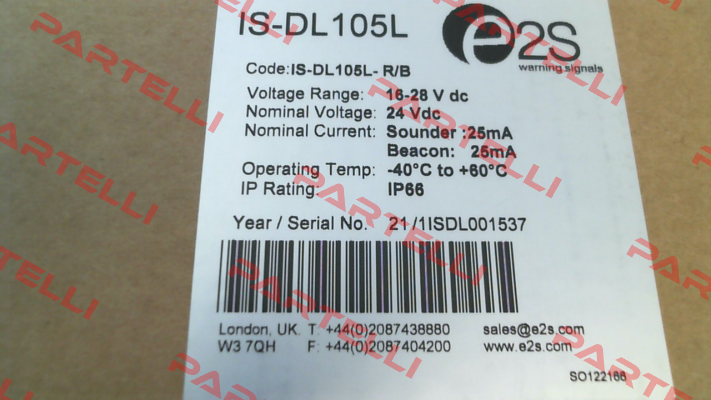 IS-DL105L
e2S
warning signals
Code:IS-DL105L- R/B
Voltage Range: 16-28 V dc
Nominal Voltage: 24 Vdc
Nominal Current: Sounder :25mA
Beacon: 25mA
Operating Temp: -40°C to +60°C
IP Rating: IP66
Year / Serial No. 21 /1ISDL001537
London, UK. T: +44(0)2087438880 sales@e2s.com
W3 7QH F: +44(0)2087404200 www.e2s.com
SO122166
PARTELLI
PARTELLI
PARTELLI
PARTELLI
PARTELLI
PARTELLI